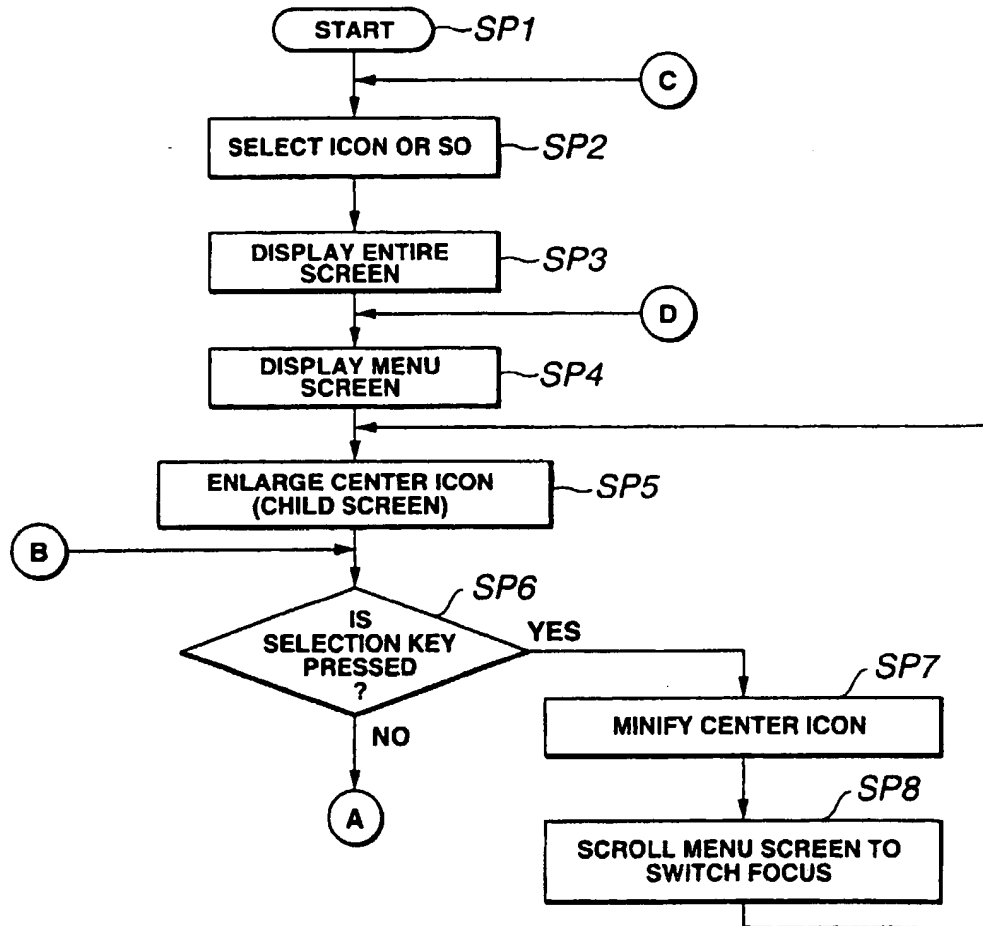 START
SP1
C
SELECT ICON OR SO
SP2
DISPLAY ENTIRE
SCREEN
SP3
D
DISPLAY MENU
SCREEN
SP4
ENLARGE CENTER ICON
(CHILD SCREEN)
SP5
B
SP6
IS
SELECTION KEY
PRESSED
?
YES
NO
SP7
MINIFY CENTER ICON
A
SP8
SCROLL MENU SCREEN TO
SWITCH FOCUS